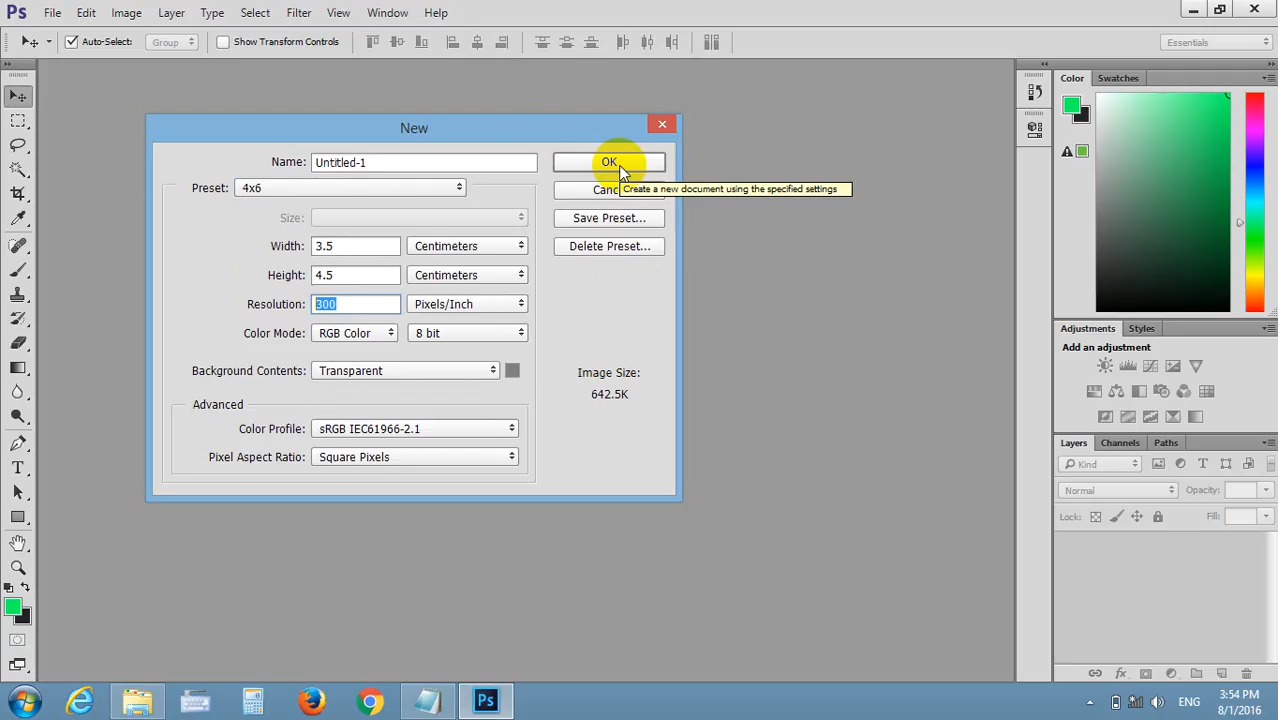 Ps File Edit Image Layer Type Select Filter 3D View Window Help
Auto-Select: Group Show Transform Controls Essentials
New
Name: Untitled-1 OK
Preset: 4x6 Canc
Create a new document using the specified settings
Size: Save Preset...
Width: 3.5 Centimeters Delete Preset...
Height: 4.5 Centimeters
Resolution: 300 Pixels/Inch
Color Mode: RGB Color 8 bit
Background Contents: Transparent
Image Size:
642.5K
Advanced
Color Profile: sRGB IEC61966-2.1
Pixel Aspect Ratio: Square Pixels
Color Swatches
Adjustments Styles
Add an adjustment
Layers Channels Paths
Kind
Normal Opacity:
Lock: Fill:
Ps ENG 3:54 PM
8/1/2016